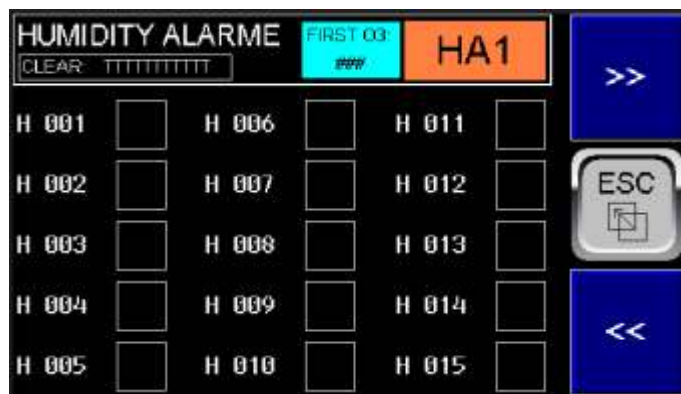 HUMIDITY ALARME
CLEAR: TTTTTTTTTTT
FIRST 03:
###
HA1
>>
H 001
H 006
H 011
H 002
H 007
H 012
ESC
H 003
H 008
H 013
H 004
H 009
H 014
<<
H 005
H 010
H 015